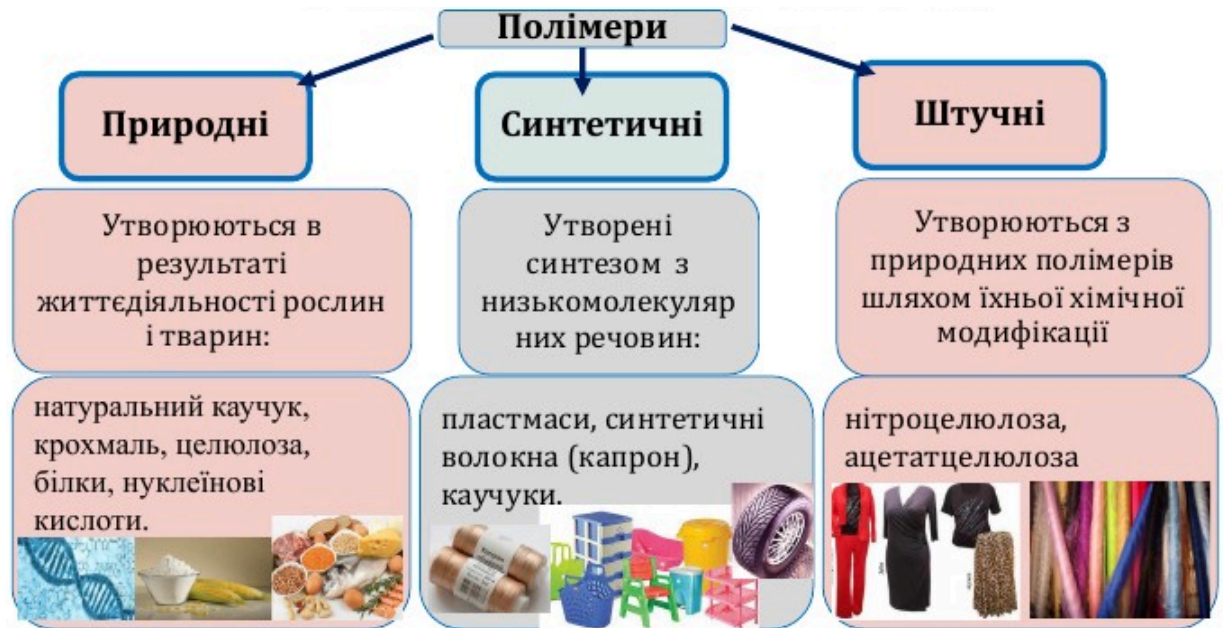 Полімери
Природні
Синтетичні
Штучні
Утворюються в
результаті
життєдіяльності рослин
і тварин:
Утворені
синтезом з
низькомолекуляр
них речовин:
Утворюються з
природних полімерів
шляхом їхньої хімічної
модифікації
натуральний каучук,
крохмаль, целюлоза,
білки, нуклеїнові
кислоти.
пластмаси, синтетичні
волокна (капрон),
каучуки.
нітроцелюлоза,
ацетатцелюлоза